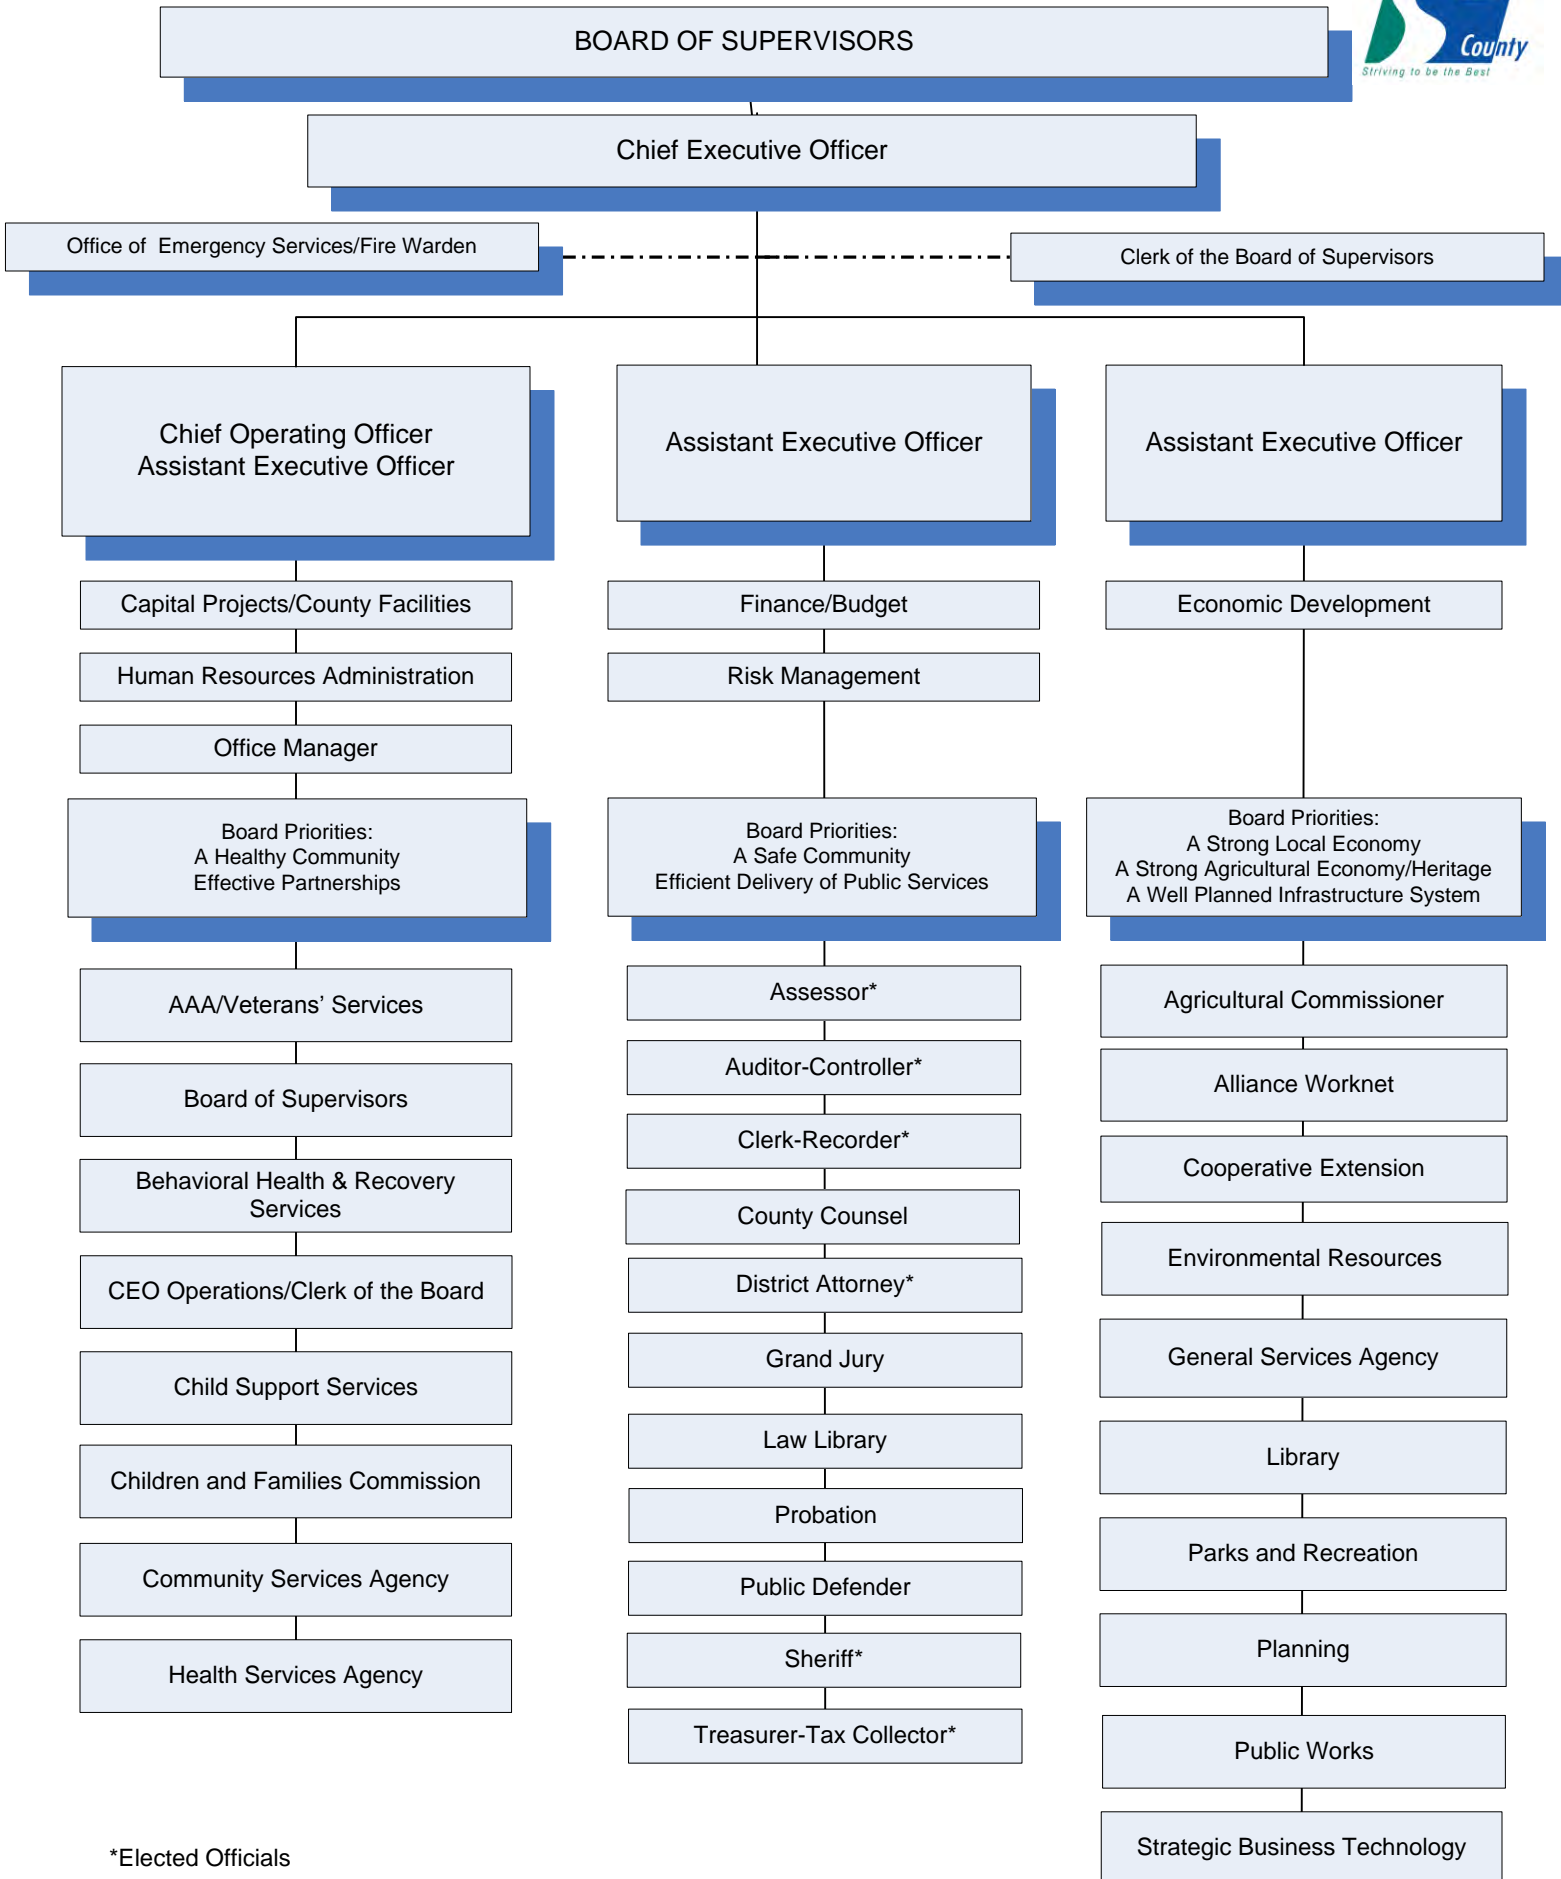 BOARD OF SUPERVISORS
County
Striving to be the Best
Chief Executive Officer
Office of Emergency Services/Fire Warden
Clerk of the Board of Supervisors
Chief Operating Officer
Assistant Executive Officer
Capital Projects/County Facilities
Human Resources Administration
Office Manager
Board Priorities:
A Healthy Community
Effective Partnerships
AAA/Veterans’ Services
Board of Supervisors
Behavioral Health & Recovery
Services
CEO Operations/Clerk of the Board
Child Support Services
Children and Families Commission
Community Services Agency
Health Services Agency
Assistant Executive Officer
Finance/Budget
Risk Management
Board Priorities:
A Safe Community
Efficient Delivery of Public Services
Assessor*
Auditor-Controller*
Clerk-Recorder*
County Counsel
District Attorney*
Grand Jury
Law Library
Probation
Public Defender
Sheriff*
Treasurer-Tax Collector*
Assistant Executive Officer
Economic Development
Board Priorities:
A Strong Local Economy
A Strong Agricultural Economy/Heritage
A Well Planned Infrastructure System
Agricultural Commissioner
Alliance Worknet
Cooperative Extension
Environmental Resources
General Services Agency
Library
Parks and Recreation
Planning
Public Works
Strategic Business Technology
*Elected Officials